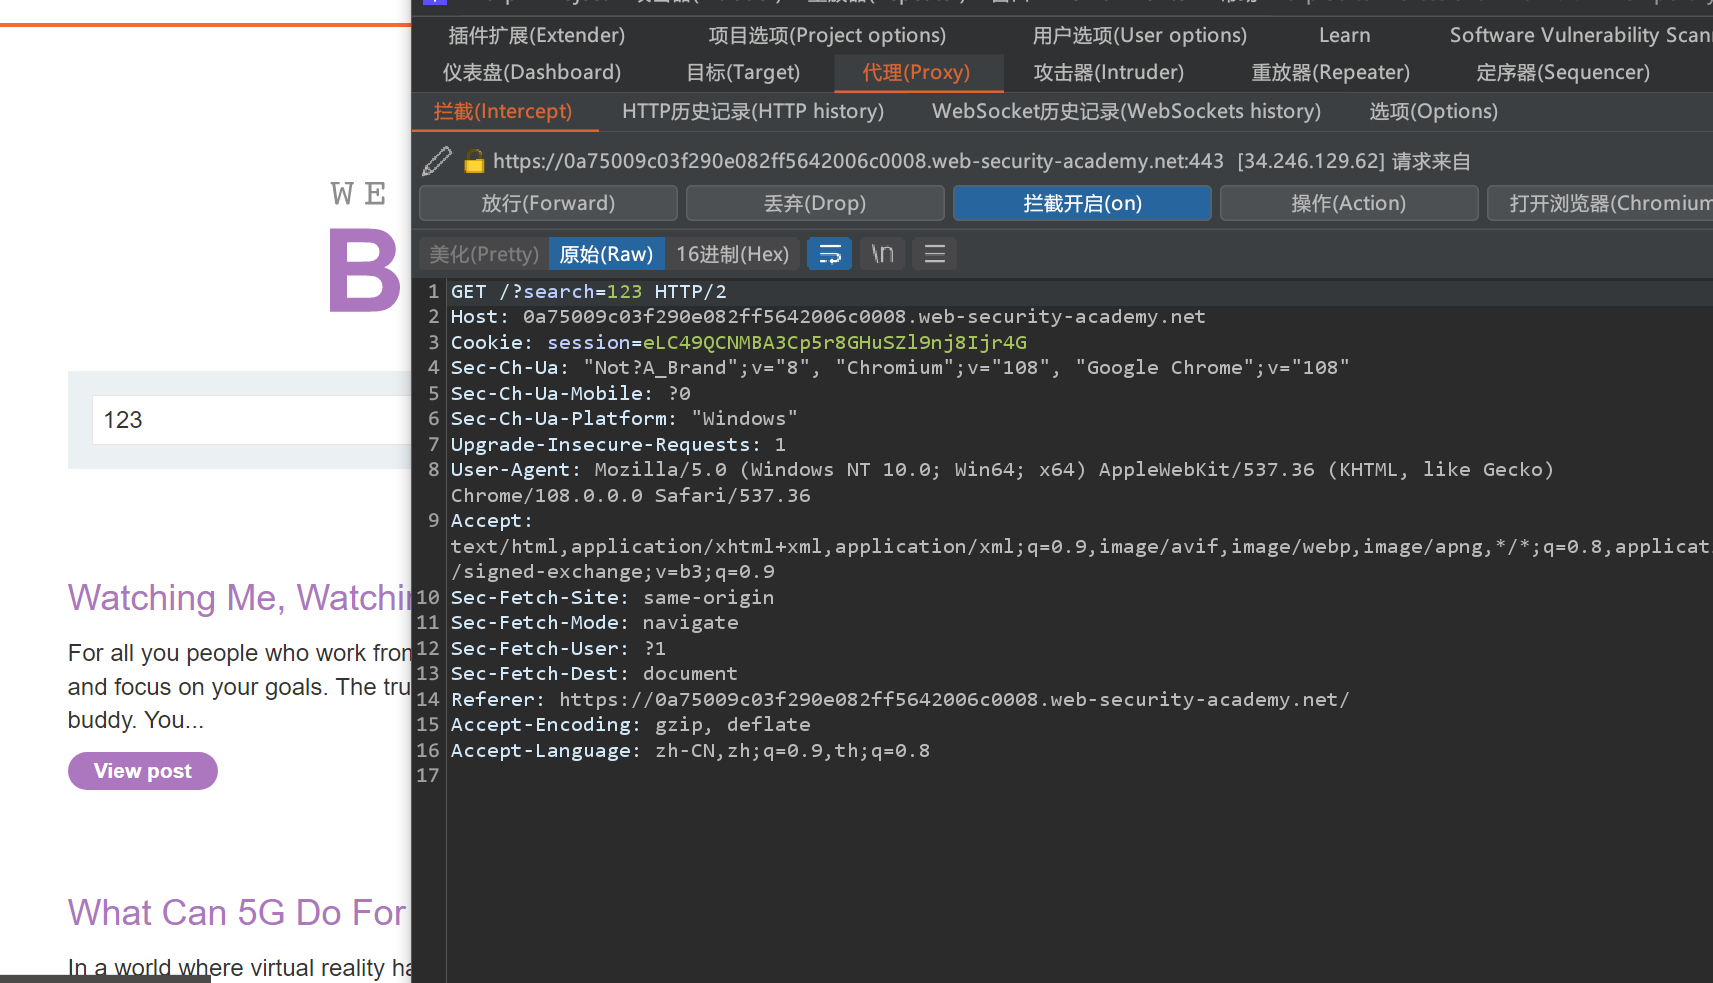 WE
B
123
Watching Me, Watchin
For all you people who work from
and focus on your goals. The tru
buddy. You...
View post
What Can 5G Do For
In a world where virtual reality ha
插件扩展(Extender) 项目选项(Project options) 用户选项(User options) Learn Software Vulnerability Scan
仪表盘(Dashboard) 目标(Target) 代理(Proxy) 攻击器(Intruder) 重放器(Repeater) 定序器(Sequencer)
拦截(Intercept) HTTP历史记录(HTTP history) WebSocket历史记录(WebSockets history) 选项(Options)
https://0a75009c03f290e082ff5642006c0008.web-security-academy.net:443 [34.246.129.62] 请求来自
放行(Forward) 丢弃(Drop) 拦截开启(on) 操作(Action) 打开浏览器(Chromium
美化(Pretty) 原始(Raw) 16进制(Hex) \n
1 GET /?search=123 HTTP/2
2 Host: 0a75009c03f290e082ff5642006c0008.web-security-academy.net
3 Cookie: session=eLC49QCNMBA3Cp5r8GHuSZl9nj8Ijr4G
4 Sec-Ch-Ua: "Not?A_Brand";v="8", "Chromium";v="108", "Google Chrome";v="108"
5 Sec-Ch-Ua-Mobile: ?0
6 Sec-Ch-Ua-Platform: "Windows"
7 Upgrade-Insecure-Requests: 1
8 User-Agent: Mozilla/5.0 (Windows NT 10.0; Win64; x64) AppleWebKit/537.36 (KHTML, like Gecko)
Chrome/108.0.0.0 Safari/537.36
9 Accept:
text/html,application/xhtml+xml,application/xml;q=0.9,image/avif,image/webp,image/apng,*/*;q=0.8,applicat
/signed-exchange;v=b3;q=0.9
10 Sec-Fetch-Site: same-origin
11 Sec-Fetch-Mode: navigate
12 Sec-Fetch-User: ?1
13 Sec-Fetch-Dest: document
14 Referer: https://0a75009c03f290e082ff5642006c0008.web-security-academy.net/
15 Accept-Encoding: gzip, deflate
16 Accept-Language: zh-CN,zh;q=0.9,th;q=0.8
17